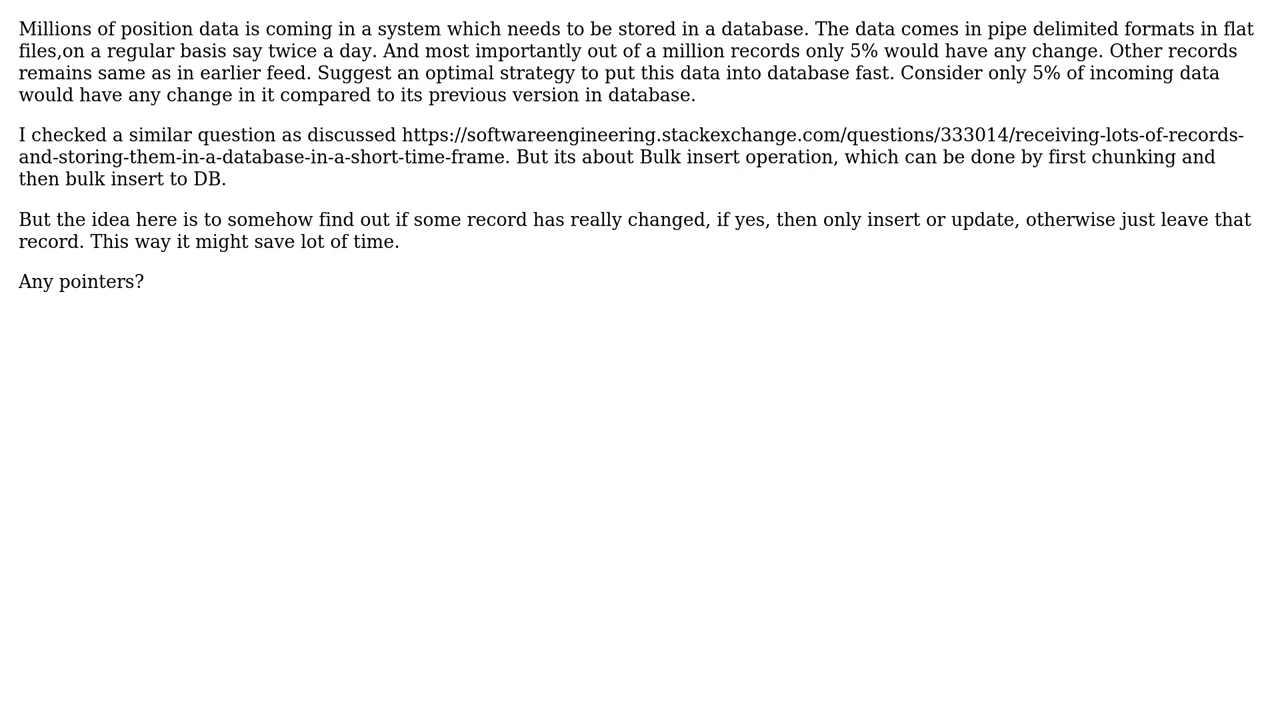 Millions of position data is coming in a system which needs to be stored in a database. The data comes in pipe delimited formats in flat
files,on a regular basis say twice a day. And most importantly out of a million records only 5% would have any change. Other records
remains same as in earlier feed. Suggest an optimal strategy to put this data into database fast. Consider only 5% of incoming data
would have any change in it compared to its previous version in database.
I checked a similar question as discussed https://softwareengineering.stackexchange.com/questions/333014/receiving-lots-of-records-
and-storing-them-in-a-database-in-a-short-time-frame. But its about Bulk insert operation, which can be done by first chunking and
then bulk insert to DB.
But the idea here is to somehow find out if some record has really changed, if yes, then only insert or update, otherwise just leave that
record. This way it might save lot of time.
Any pointers?